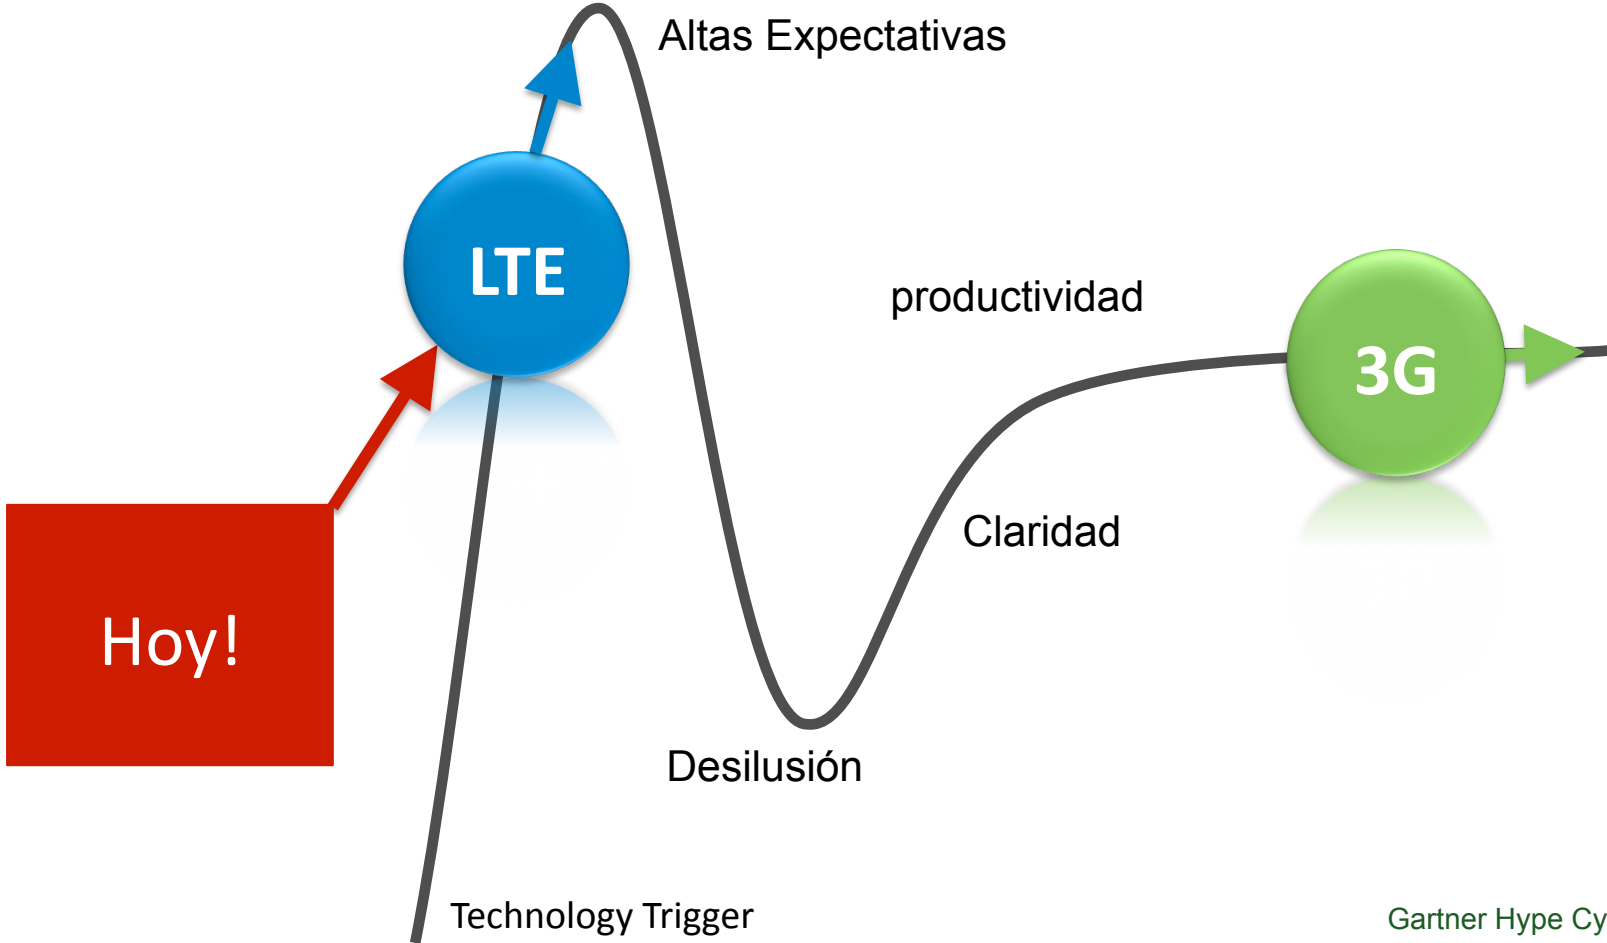 Altas Expectativas
LTE
productividad
3G
Claridad
Hoy!
Desilusión
Technology Trigger
Gartner Hype Cy